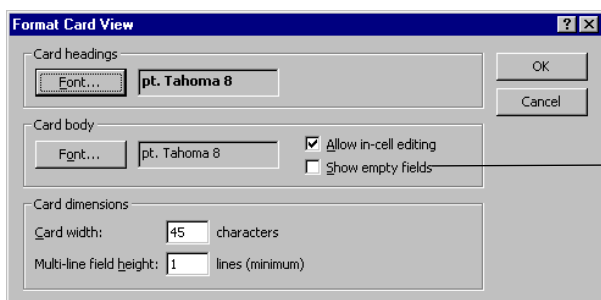 Format Card View
Card headings
Font...
pt. Tahoma 8
OK
Cancel
Card body
Font...
pt. Tahoma 8
Allow in-cell editing
Show empty fields
Card dimensions
Card width: 45 characters
Multi-line field height: 1 lines (minimum)